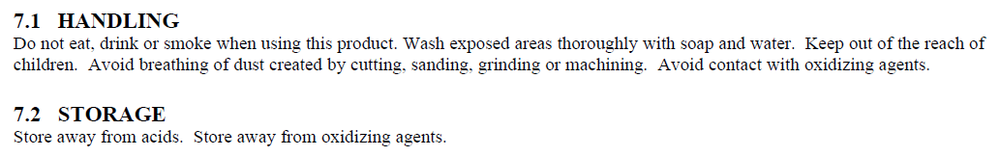 7.1 HANDLING
Do not eat, drink or smoke when using this product. Wash exposed areas thoroughly with soap and water. Keep out of the reach of
children. Avoid breathing of dust created by cutting, sanding, grinding or machining. Avoid contact with oxidizing agents.
7.2 STORAGE
Store away from acids. Store away from oxidizing agents.